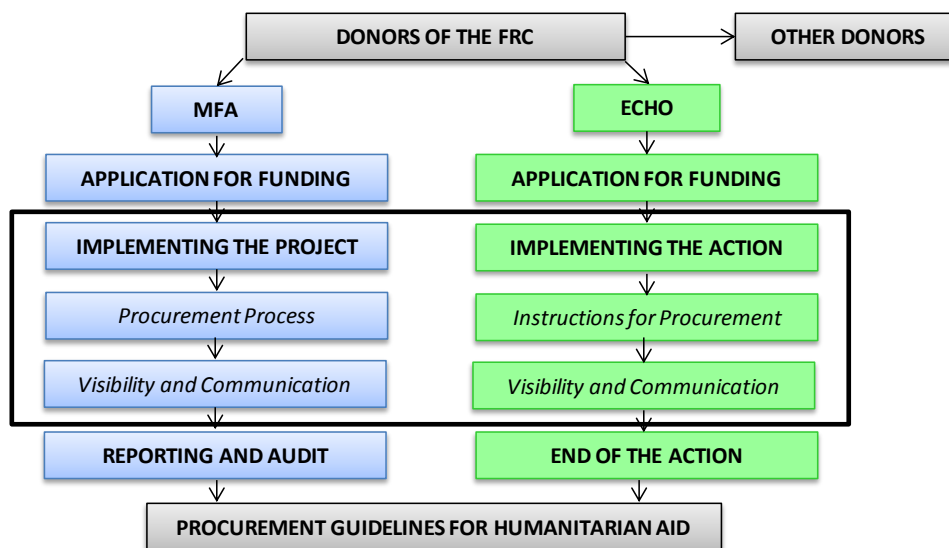 DONORS OF THE FRC
OTHER DONORS
MFA
ECHO
APPLICATION FOR FUNDING
APPLICATION FOR FUNDING
IMPLEMENTING THE PROJECT
IMPLEMENTING THE ACTION
Procurement Process
Instructions for Procurement
Visibility and Communication
Visibility and Communication
REPORTING AND AUDIT
END OF THE ACTION
PROCUREMENT GUIDELINES FOR HUMANITARIAN AID